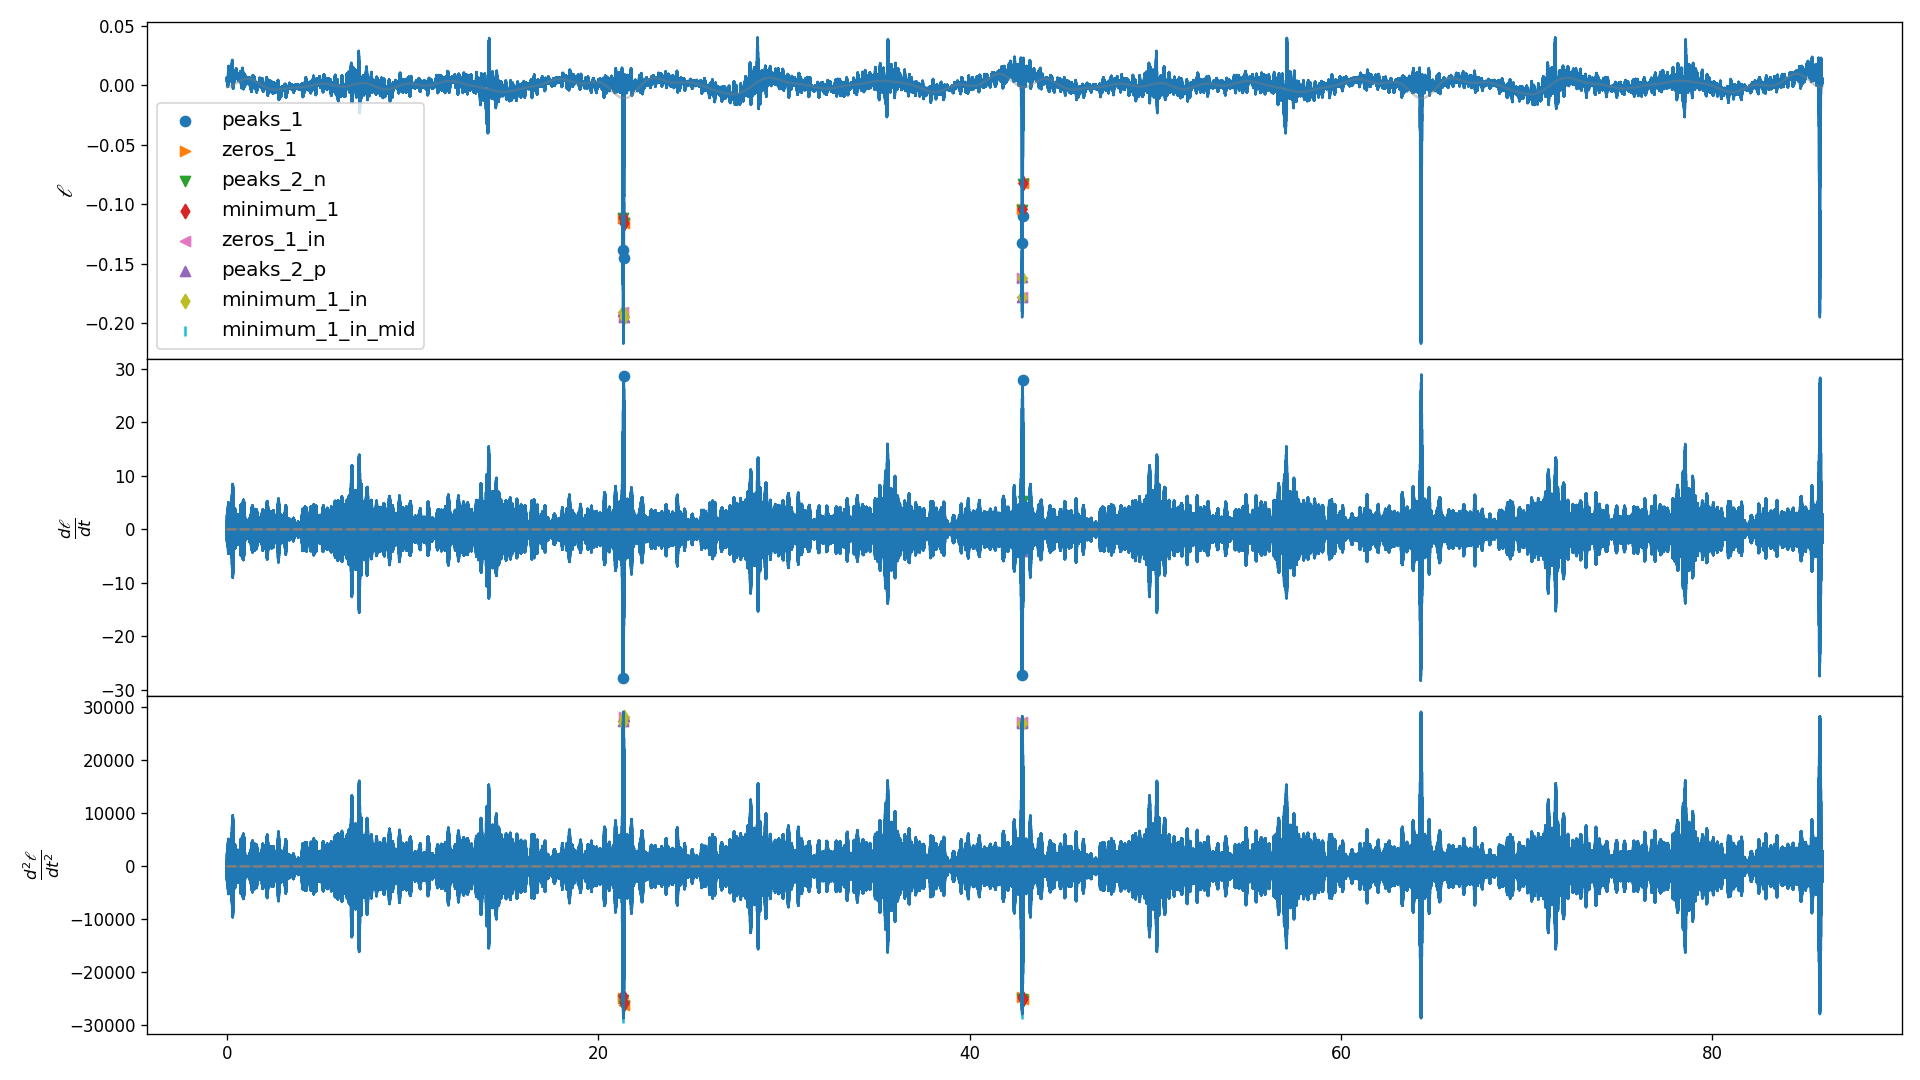 0.05
0.00
−0.05
−0.10
−0.15
−0.20
ℓ
peaks_1
zeros_1
peaks_2_n
minimum_1
zeros_1_in
peaks_2_p
minimum_1_in
minimum_1_in_mid
30
20
10
0
−10
−20
−30
dℓ
dt
30000
20000
10000
0
−10000
−20000
−30000
d²ℓ
dt²
0 20 40 60 80